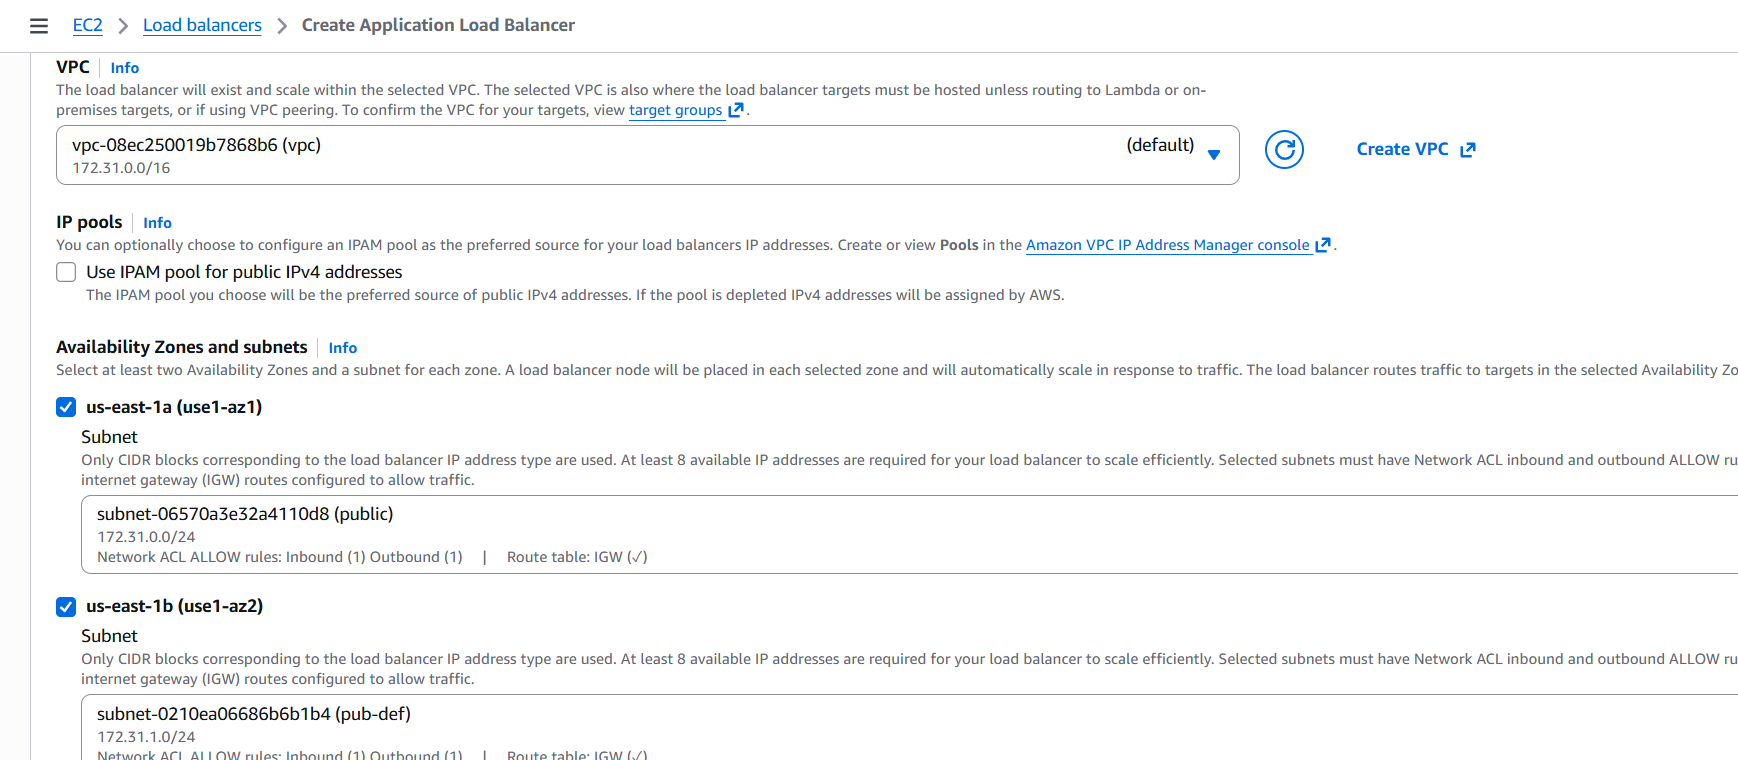 EC2 > Load balancers > Create Application Load Balancer
VPC | Info
The load balancer will exist and scale within the selected VPC. The selected VPC is also where the load balancer targets must be hosted unless routing to Lambda or on-
premises targets, or if using VPC peering. To confirm the VPC for your targets, view target groups.
vpc-08ec250019b7868b6 (vpc) (default)
172.31.0.0/16
Create VPC
IP pools | Info
You can optionally choose to configure an IPAM pool as the preferred source for your load balancers IP addresses. Create or view Pools in the Amazon VPC IP Address Manager console.
Use IPAM pool for public IPv4 addresses
The IPAM pool you choose will be the preferred source of public IPv4 addresses. If the pool is depleted IPv4 addresses will be assigned by AWS.
Availability Zones and subnets | Info
Select at least two Availability Zones and a subnet for each zone. A load balancer node will be placed in each selected zone and will automatically scale in response to traffic. The load balancer routes traffic to targets in the selected Availability Zo
us-east-1a (use1-az1)
Subnet
Only CIDR blocks corresponding to the load balancer IP address type are used. At least 8 available IP addresses are required for your load balancer to scale efficiently. Selected subnets must have Network ACL inbound and outbound ALLOW ru
internet gateway (IGW) routes configured to allow traffic.
subnet-06570a3e32a4110d8 (public)
172.31.0.0/24
Network ACL ALLOW rules: Inbound (1) Outbound (1) | Route table: IGW (✓)
us-east-1b (use1-az2)
Subnet
Only CIDR blocks corresponding to the load balancer IP address type are used. At least 8 available IP addresses are required for your load balancer to scale efficiently. Selected subnets must have Network ACL inbound and outbound ALLOW ru
internet gateway (IGW) routes configured to allow traffic.
subnet-0210ea06686b6b1b4 (pub-def)
172.31.1.0/24
Network ACL ALLOW rules: Inbound (1) Outbound (1) | Route table: IGW (✓)